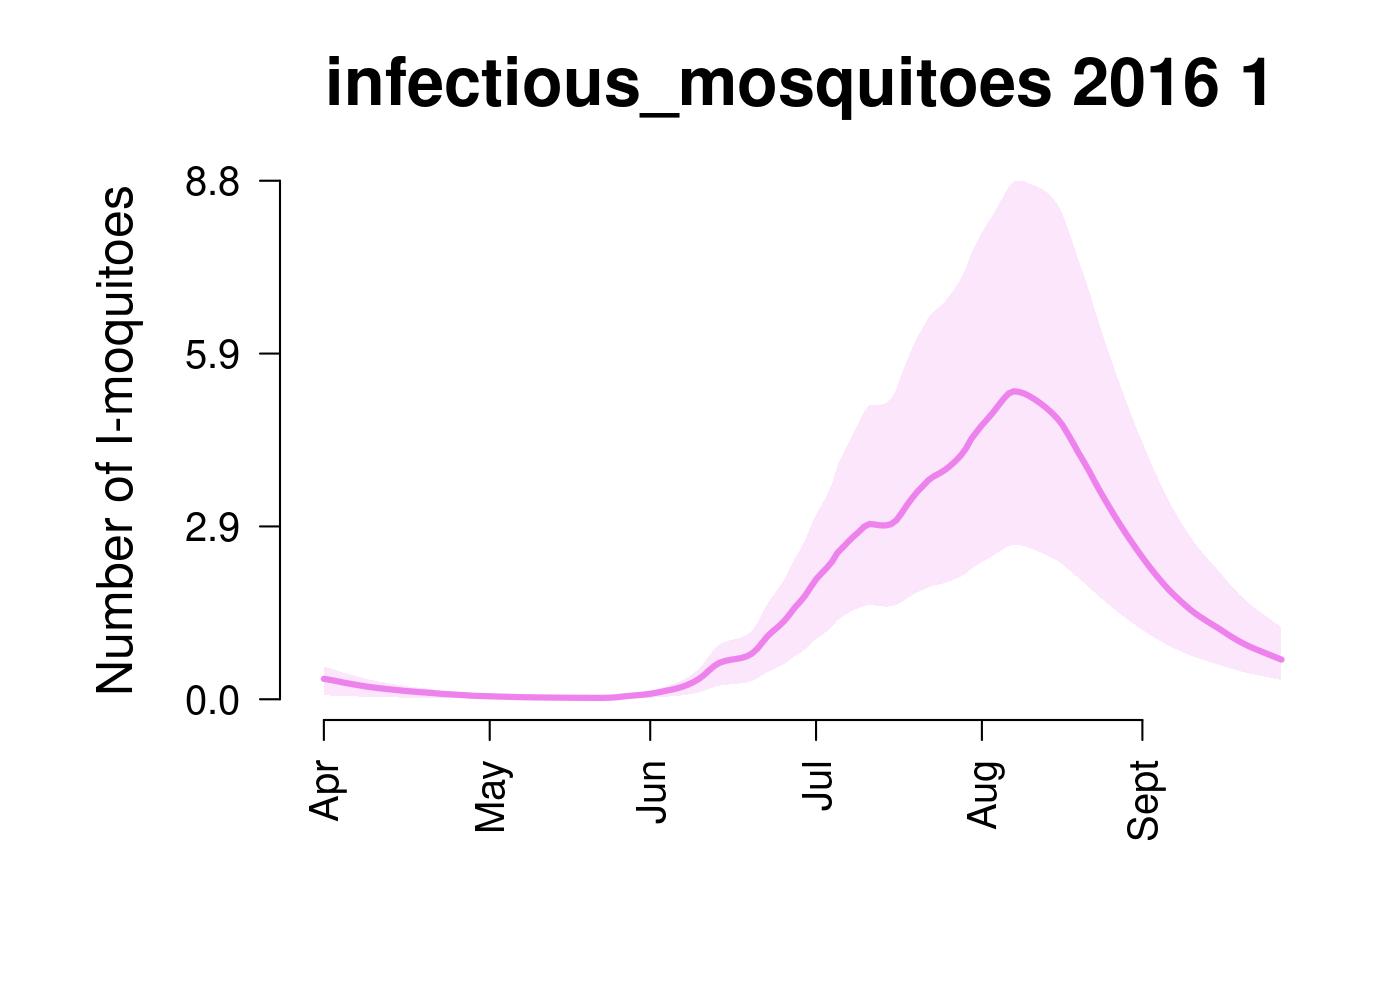 infectious_mosquitoes 2016 1
Number of I-moquitoes
8.8
5.9
2.9
0.0
Apr
May
Jun
Jul
Aug
Sept